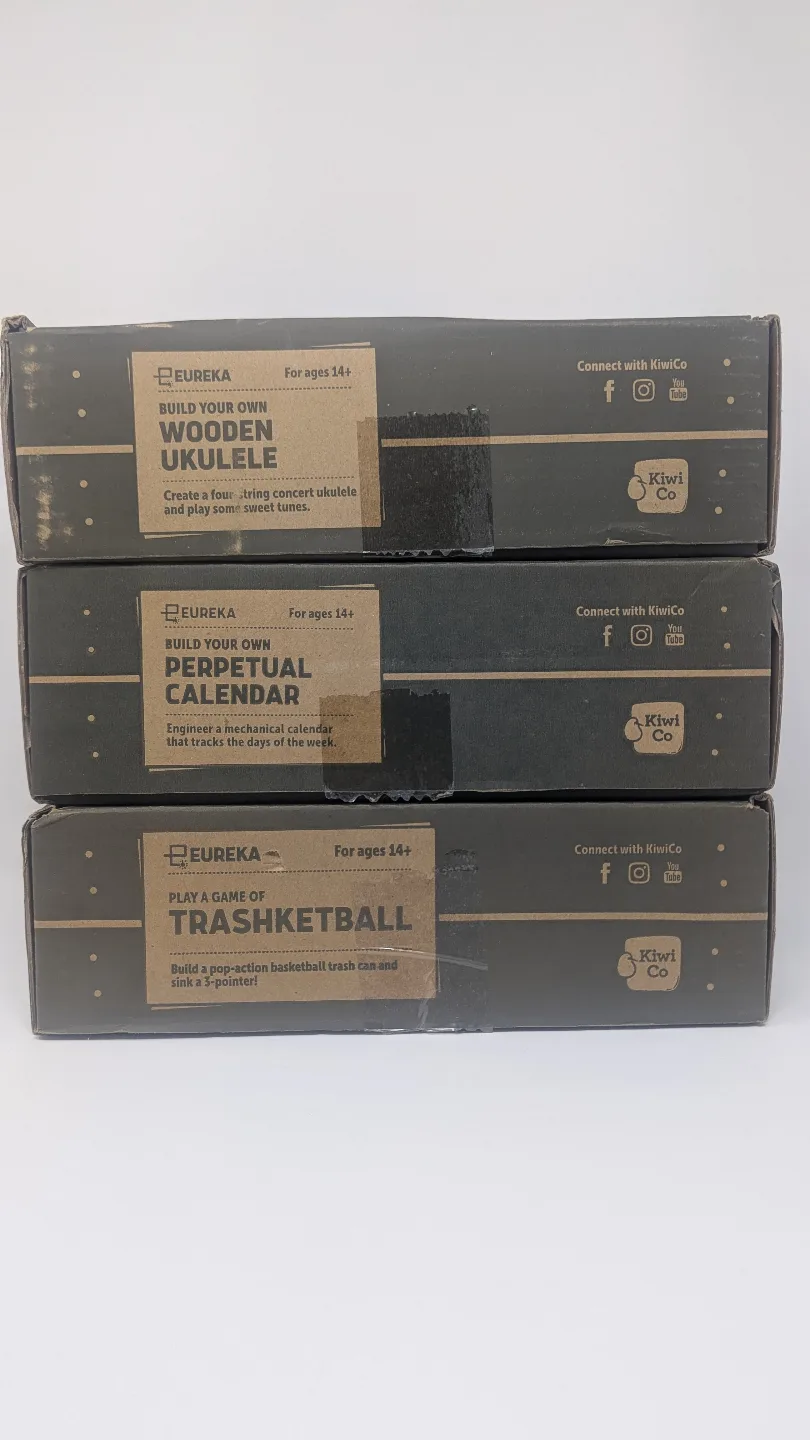 EUREKA
For ages 14+
BUILD YOUR OWN
WOODEN
UKULELE
Create a four string concert ukulele
and play some sweet tunes.
Connect with KiwiCo
f
You
Tube
Kiwi
Co
EUREKA
For ages 14+
BUILD YOUR OWN
PERPETUAL
CALENDAR
Engineer a mechanical calendar
that tracks the days of the week.
Connect with KiwiCo
f
You
Tube
Kiwi
Co
EUREKA
For ages 14+
PLAY A GAME OF
TRASHKETBALL
Build a pop-action basketball trash can and
sink a 3-pointer!
Connect with KiwiCo
f
You
Tube
Kiwi
Co